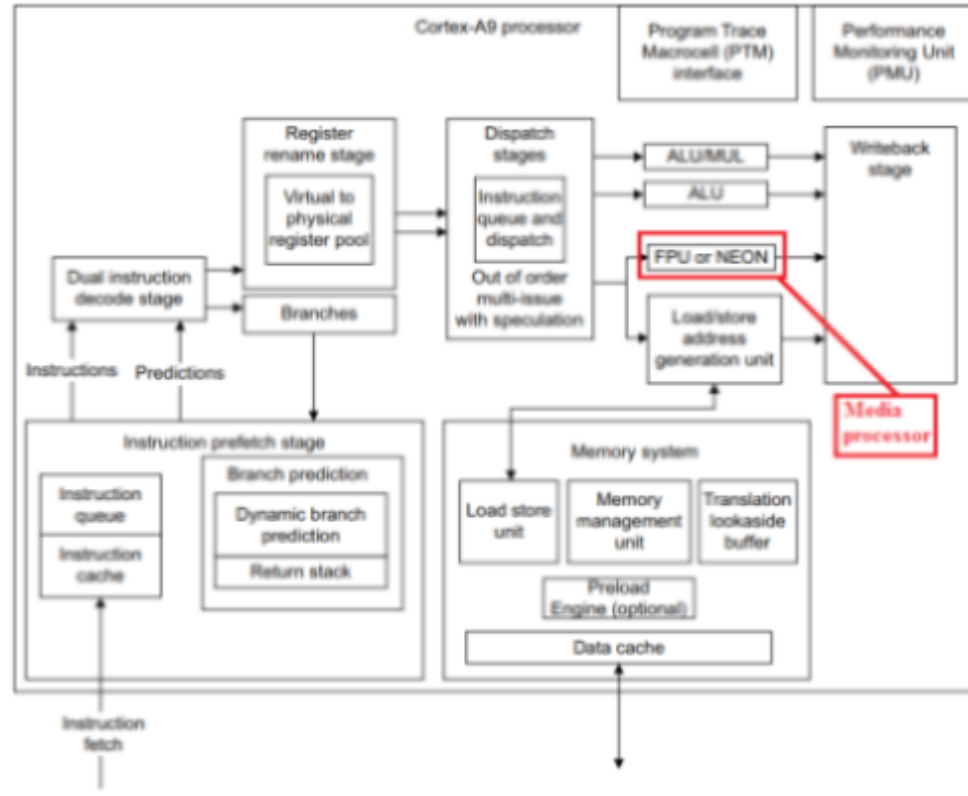 Cortex-A9 processor
Program Trace
Macrocell (PTM)
interface
Performance
Monitoring Unit
(PMU)
Register
rename stage
Virtual to
physical
register pool
Dispatch
stages
Instruction
queue and
dispatch
Out of order
multi-issue
with speculation
ALU/MUL
ALU
FPU or NEON
Load/store
address
generation unit
Writeback
stage
Dual instruction
decode stage
Branches
Instructions
Predictions
Media
processor
Instruction prefetch stage
Instruction
queue
Instruction
cache
Branch prediction
Dynamic branch
prediction
Return stack
Memory system
Load store
unit
Memory
management
unit
Translation
lookaside
buffer
Preload
Engine (optional)
Data cache
Instruction
fetch